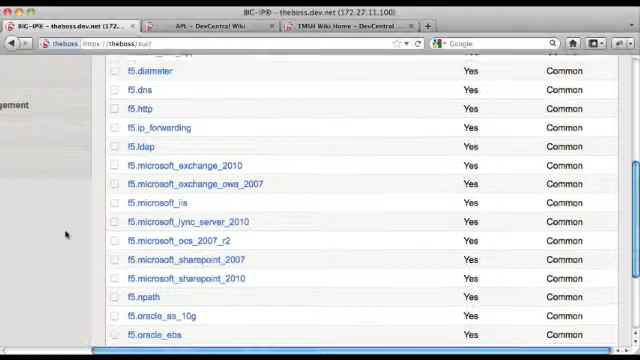 BIG-IP® – theboss.dev.net (172.27.11.100)
BIG-IP® – theboss.dev.net (172.27... × APL – DevCentral Wiki × TMSH Wiki Home – DevCentral ... × +
theboss https://theboss/xui/ Google
f5.diameter Yes Common
f5.dns Yes Common
gement
f5.http Yes Common
f5.ip_forwarding Yes Common
f5.ldap Yes Common
f5.microsoft_exchange_2010 Yes Common
f5.microsoft_exchange_owa_2007 Yes Common
f5.microsoft_iis Yes Common
f5.microsoft_lync_server_2010 Yes Common
f5.microsoft_ocs_2007_r2 Yes Common
f5.microsoft_sharepoint_2007 Yes Common
f5.microsoft_sharepoint_2010 Yes Common
f5.npath Yes Common
f5.oracle_as_10g Yes Common
f5.oracle_ebs Yes Common